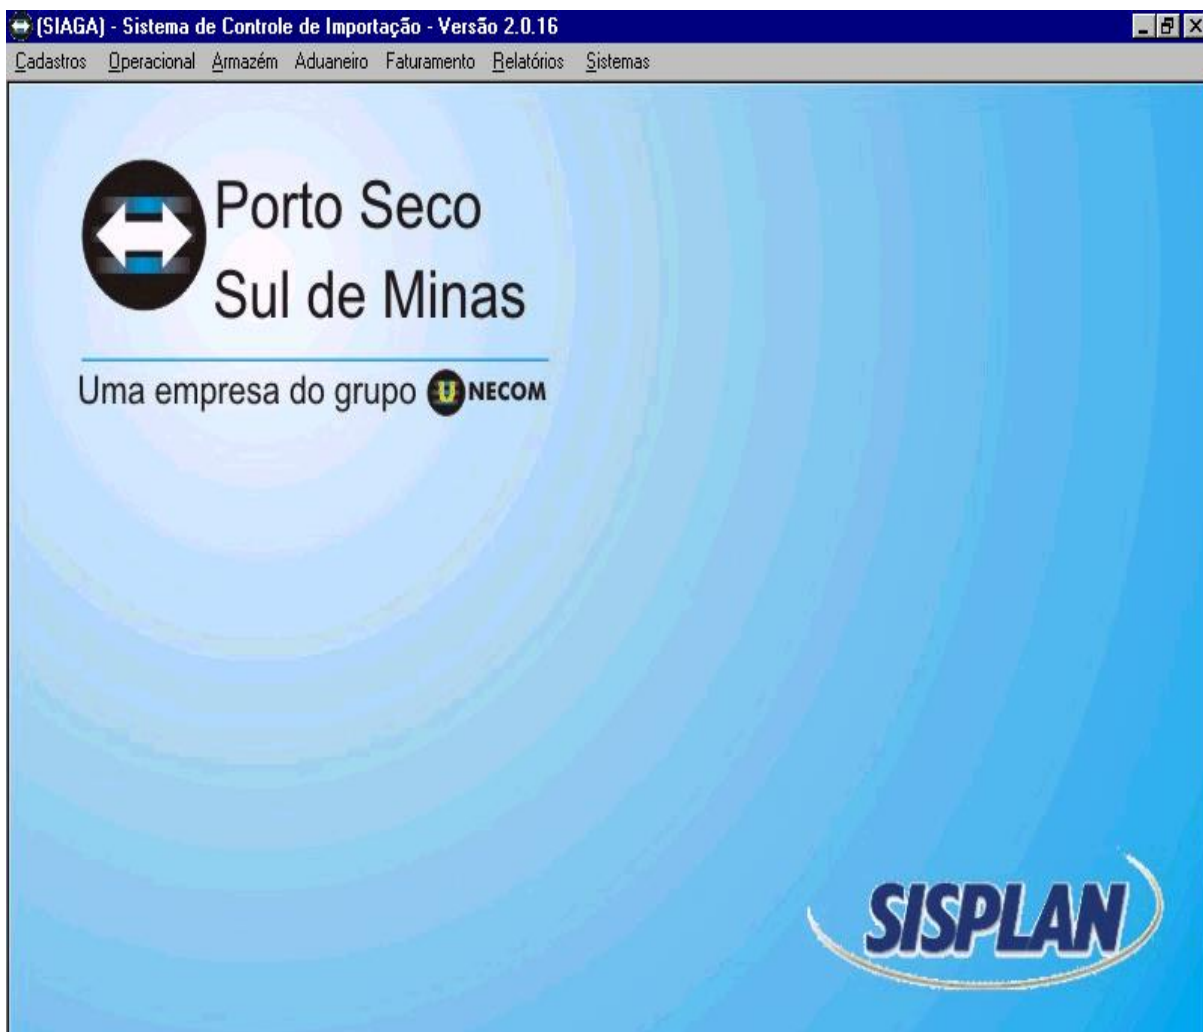 (SIAGA) - Sistema de Controle de Importação - Versão 2.0.16
Cadastros Operacional Armazém Aduaneiro Faturamento Relatórios Sistemas
Porto Seco
Sul de Minas
Uma empresa do grupo U NECOM
SISPLAN